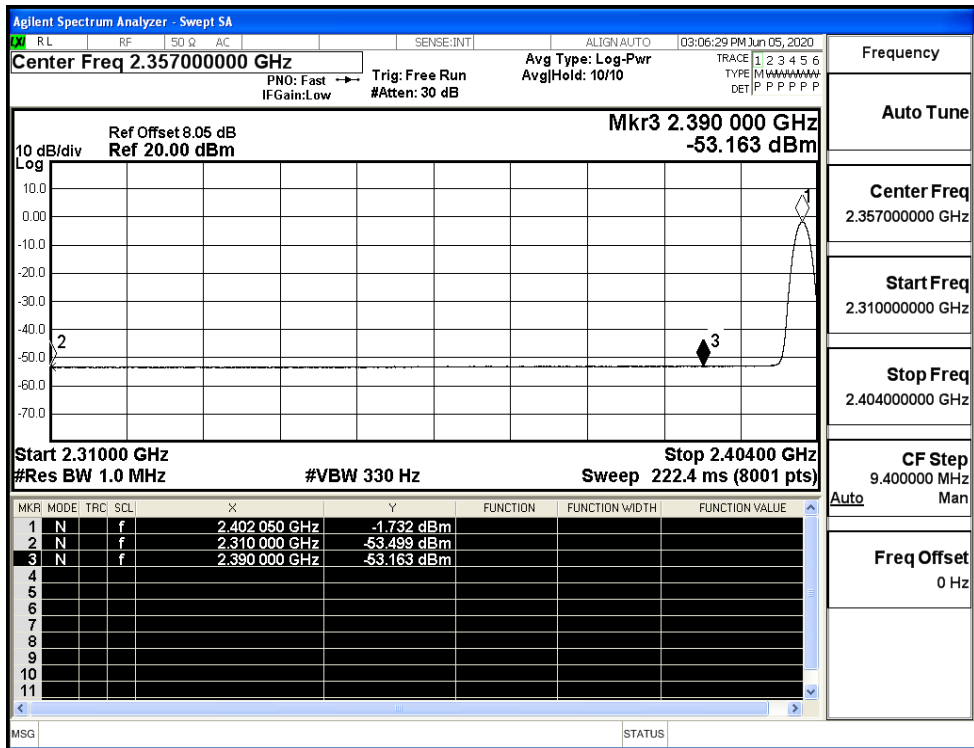 Agilent Spectrum Analyzer - Swept SA
LXI RL RF 50 Ω AC SENSE:INT ALIGN AUTO 03:06:29 PM Jun 05, 2020
Center Freq 2.357000000 GHz
PNO: Fast
IFGain:Low
Trig: Free Run
#Atten: 30 dB
Avg Type: Log-Pwr
Avg|Hold: 10/10
TRACE 1 2 3 4 5 6
TYPE M WWWWW
DET P P P P P P
Ref Offset 8.05 dB
10 dB/div Ref 20.00 dBm
Log
Mkr3 2.390 000 GHz
-53.163 dBm
10.0
0.00
-10.0
-20.0
-30.0
-40.0
-50.0
-60.0
-70.0
1
2
3
Start 2.31000 GHz Stop 2.40400 GHz
#Res BW 1.0 MHz #VBW 330 Hz Sweep 222.4 ms (8001 pts)
MKR MODE TRC SCL X Y FUNCTION FUNCTION WIDTH FUNCTION VALUE
1 N f 2.402 050 GHz -1.732 dBm
2 N f 2.310 000 GHz -53.499 dBm
3 N f 2.390 000 GHz -53.163 dBm
4
5
6
7
8
9
10
11
MSG STATUS
Frequency
Auto Tune
Center Freq
2.357000000 GHz
Start Freq
2.310000000 GHz
Stop Freq
2.404000000 GHz
CF Step
9.400000 MHz
Auto Man
Freq Offset
0 Hz